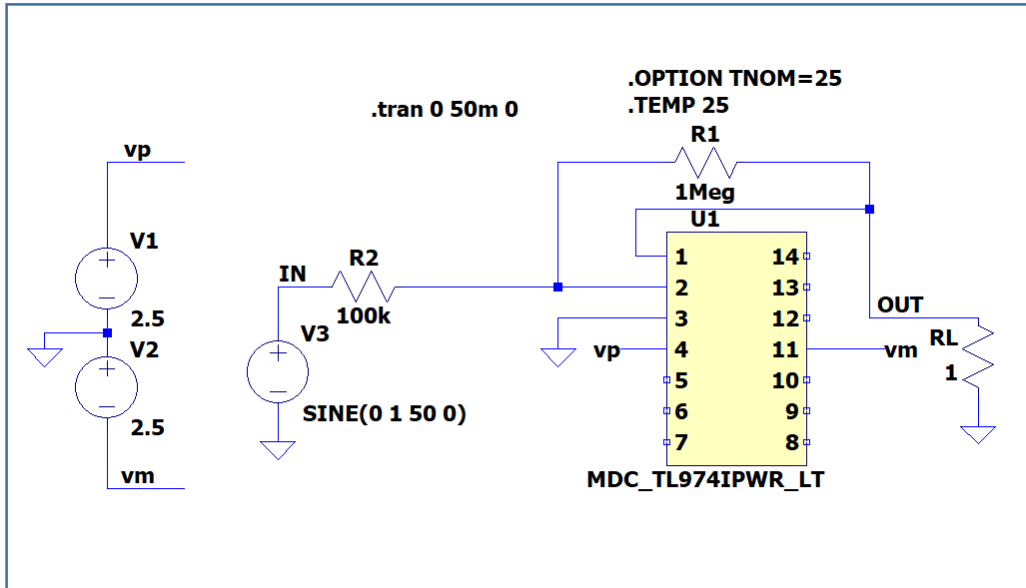 .OPTION TNOM=25
.TEMP 25
.tran 0 50m 0
R1
1Meg
vp
V1
2.5
V2
2.5
vm
IN
R2
100k
V3
SINE(0 1 50 0)
U1
1 14
2 13
3 12
4 11
5 10
6 9
7 8
vp
vm
MDC_TL974IPWR_LT
OUT
RL
1